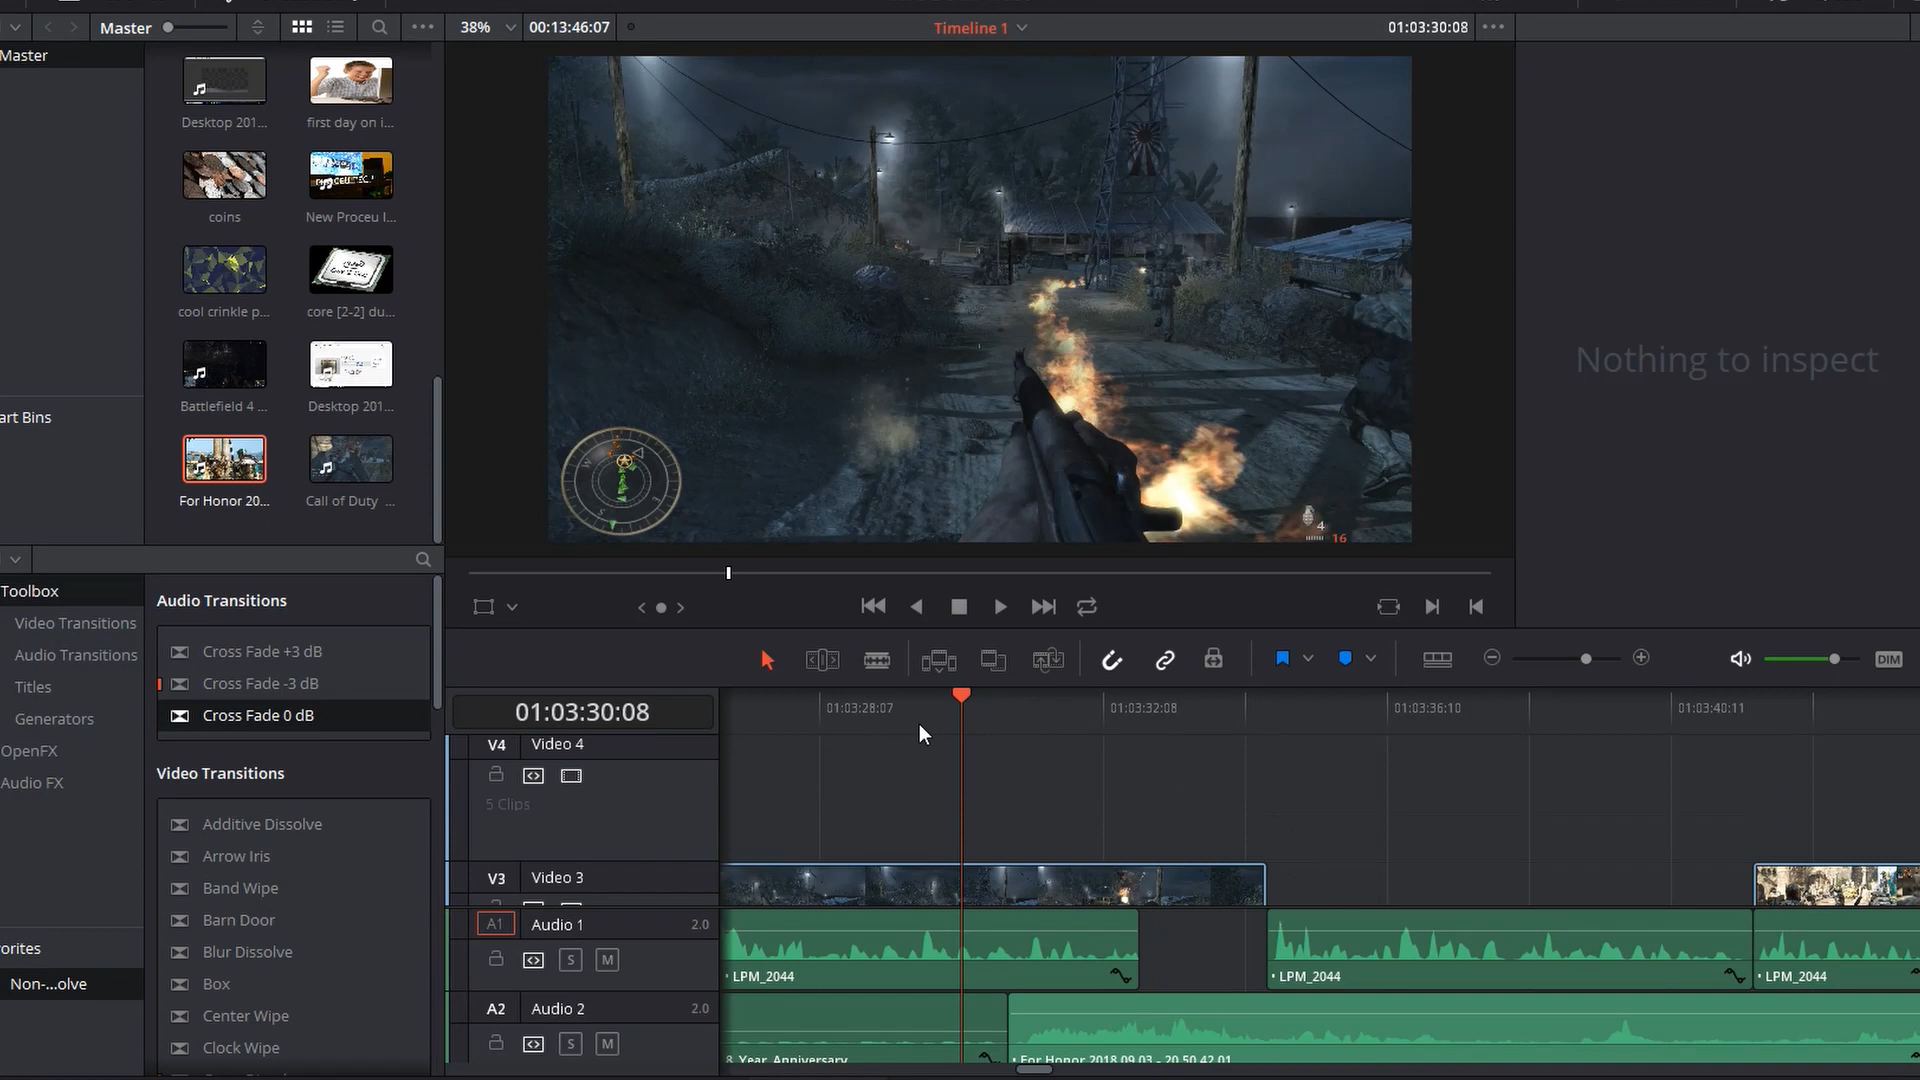 Master
38%
00:13:46:07
Timeline 1
01:03:30:08
Master
Desktop 201...
first day on i...
coins
New Proceu I...
cool crinkle p...
core [2-2] du...
Battlefield 4 ...
Desktop 201...
art Bins
For Honor 20...
Call of Duty ...
Nothing to inspect
4
16
Toolbox
Video Transitions
Audio Transitions
Titles
Generators
OpenFX
Audio FX
orites
Non-...olve
Audio Transitions
Cross Fade +3 dB
Cross Fade -3 dB
Cross Fade 0 dB
Video Transitions
Additive Dissolve
Arrow Iris
Band Wipe
Barn Door
Blur Dissolve
Box
Center Wipe
Clock Wipe
DIM
01:03:30:08
01:03:28:07
01:03:32:08
01:03:36:10
01:03:40:11
V4 Video 4
5 Clips
V3 Video 3
A1 Audio 1 2.0
S M
LPM_2044
LPM_2044
LPM_2044
A2 Audio 2 2.0
S M
8 Year Anniversary
For Honor 2018.09.03 - 20.50.42.01